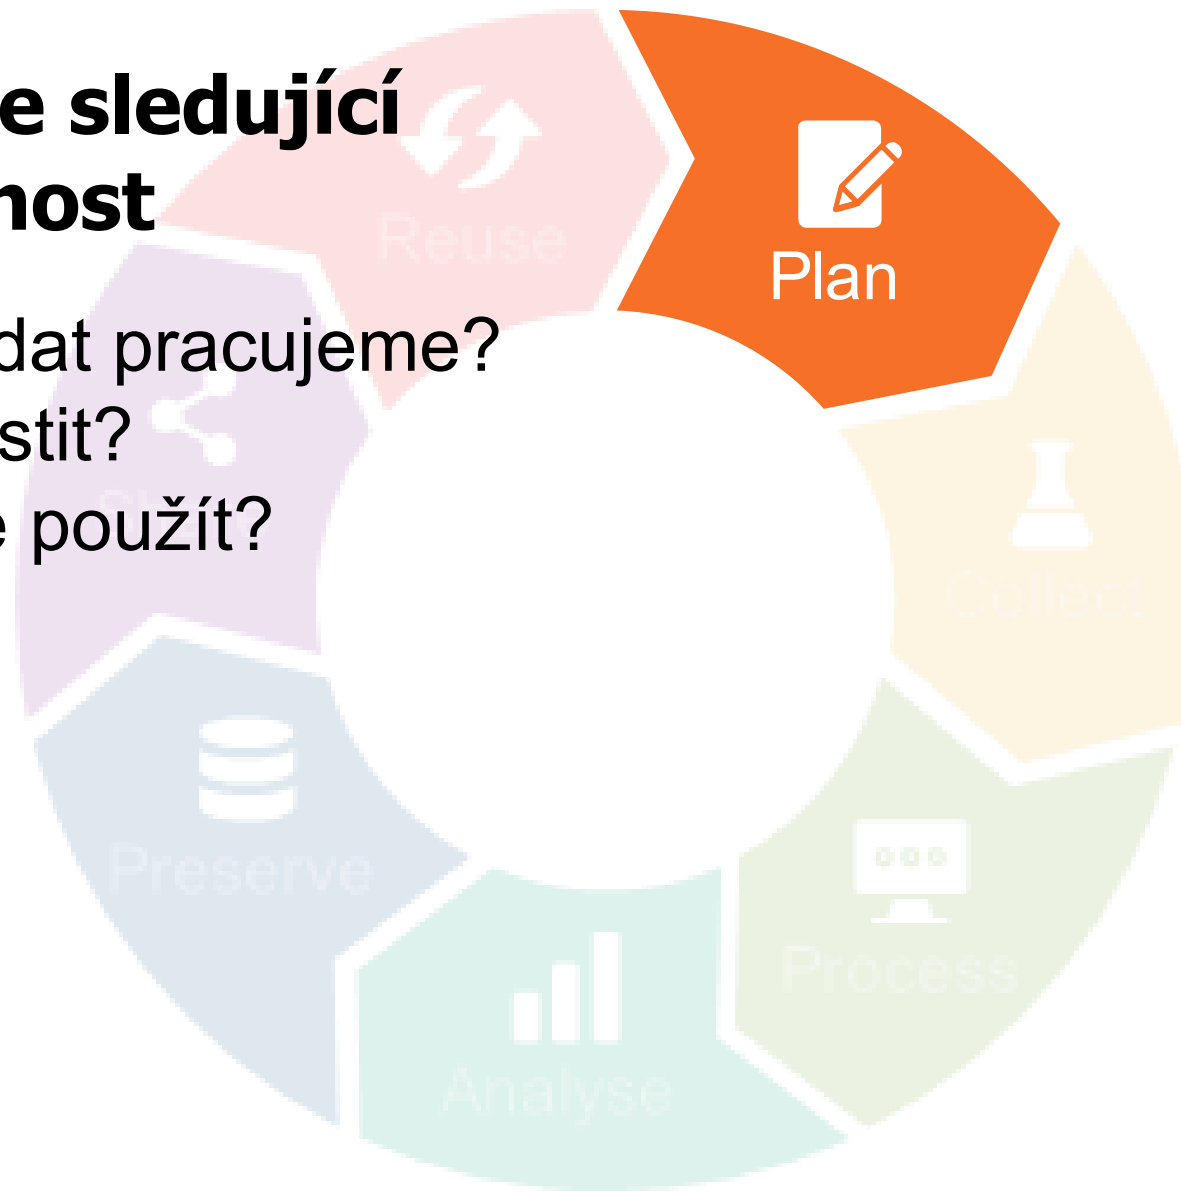 e sledující
nost
dat pracujeme?
stit?
e použít?
Reuse
Plan
Collect
Process
Analyse
Preserve